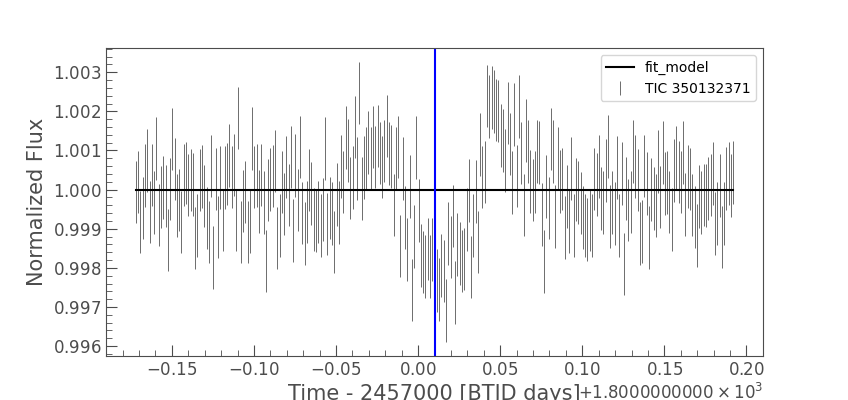 fit_model
TIC 350132371
Normalized Flux
1.003
1.002
1.001
1.000
0.999
0.998
0.997
0.996
−0.15 −0.10 −0.05 0.00 0.05 0.10 0.15 0.20
Time - 2457000 [BTJD days]
+1.8000000000 × 10³